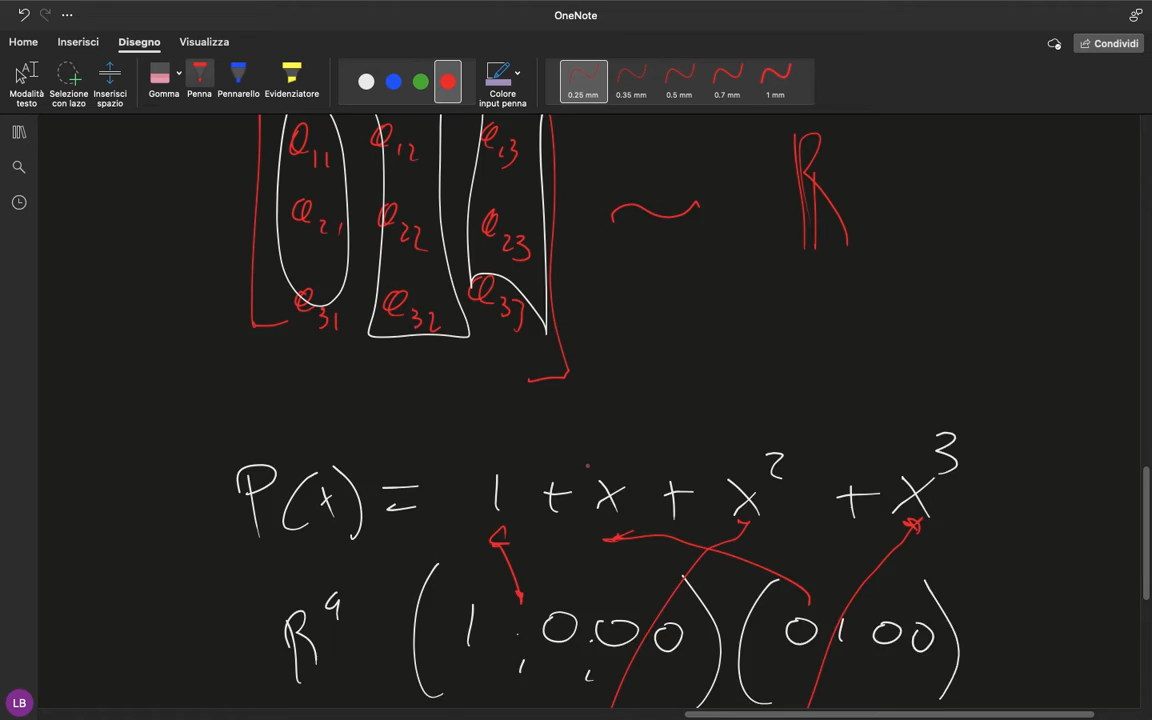 OneNote
Home Inserisci Disegno Visualizza
Condividi
Modalità testo
Selezione con lazo
Inserisci spazio
Gomma
Penna
Pennarello
Evidenziatore
Colore input penna
0.25 mm 0.35 mm 0.5 mm 0.7 mm 1 mm
a11 a12 a13
a21 a22 a23 ~ R
a31 a32 a33
P(x) = 1 + x + x² + x³
R⁴ (1, 0, 0 0) (0 1 0 0)
LB